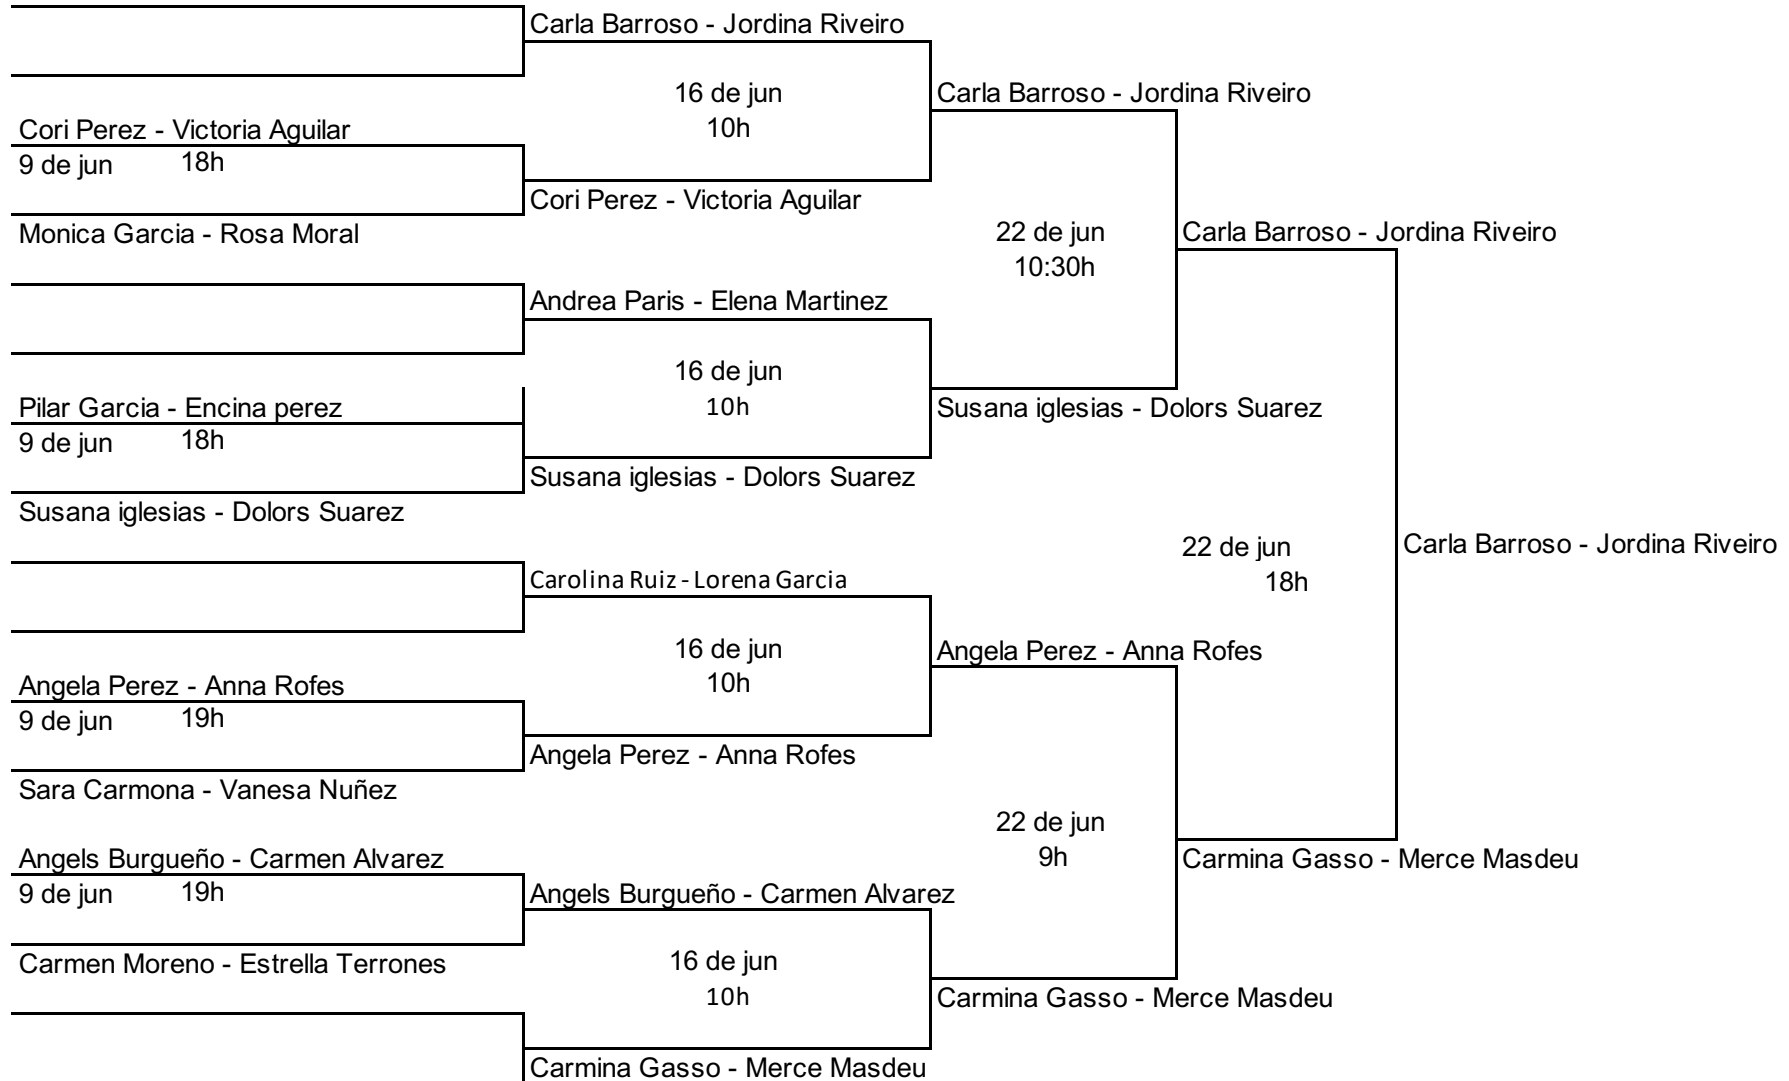 Carla Barroso - Jordina Riveiro
16 de jun
10h
Carla Barroso - Jordina Riveiro
Cori Perez - Victoria Aguilar
9 de jun 18h
Cori Perez - Victoria Aguilar
Monica Garcia - Rosa Moral
22 de jun
10:30h
Carla Barroso - Jordina Riveiro
Andrea Paris - Elena Martinez
16 de jun
10h
Pilar Garcia - Encina perez
9 de jun 18h
Susana iglesias - Dolors Suarez
Susana iglesias - Dolors Suarez
Susana iglesias - Dolors Suarez
22 de jun
18h
Carla Barroso - Jordina Riveiro
Carolina Ruiz - Lorena Garcia
16 de jun
10h
Angela Perez - Anna Rofes
Angela Perez - Anna Rofes
9 de jun 19h
Angela Perez - Anna Rofes
Sara Carmona - Vanesa Nuñez
22 de jun
9h
Carmina Gasso - Merce Masdeu
Angels Burgueño - Carmen Alvarez
9 de jun 19h
Angels Burgueño - Carmen Alvarez
Carmen Moreno - Estrella Terrones
16 de jun
10h
Carmina Gasso - Merce Masdeu
Carmina Gasso - Merce Masdeu